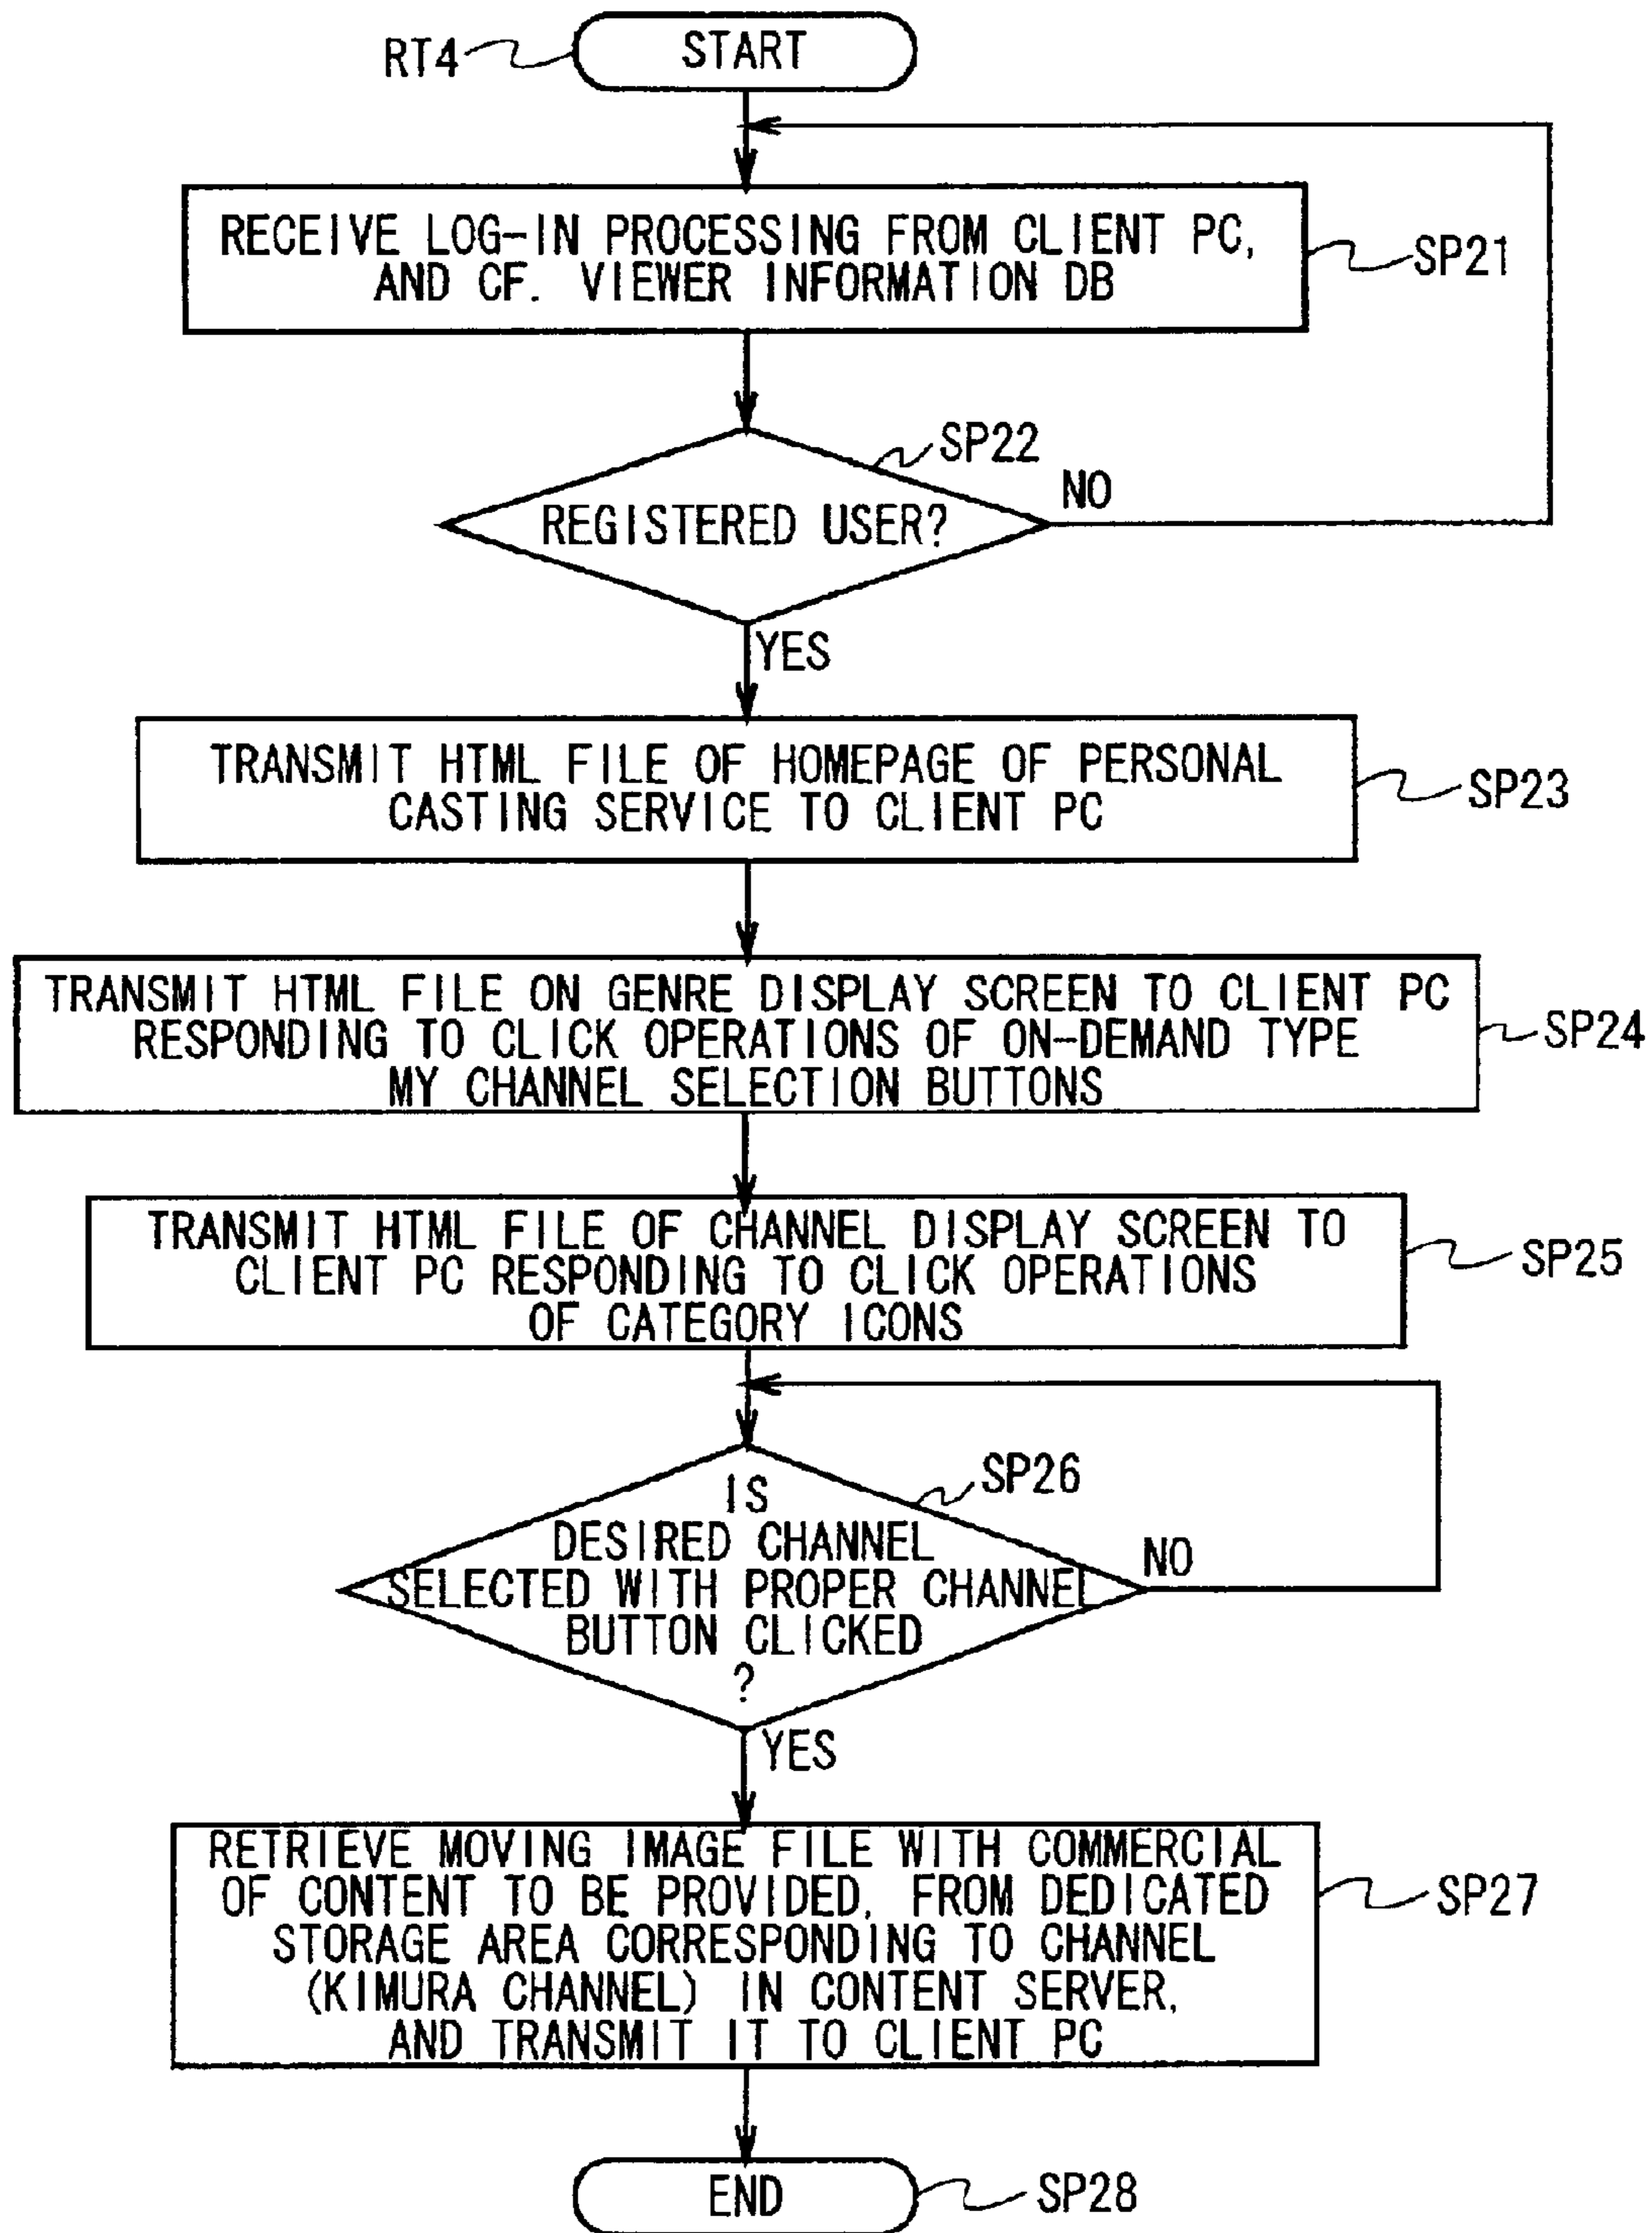 RT4
START
RECEIVE LOG-IN PROCESSING FROM CLIENT PC,
AND CF. VIEWER INFORMATION DB
SP21
SP22
REGISTERED USER?
NO
YES
TRANSMIT HTML FILE OF HOMEPAGE OF PERSONAL
CASTING SERVICE TO CLIENT PC
SP23
TRANSMIT HTML FILE ON GENRE DISPLAY SCREEN TO CLIENT PC
RESPONDING TO CLICK OPERATIONS OF ON-DEMAND TYPE
MY CHANNEL SELECTION BUTTONS
SP24
TRANSMIT HTML FILE OF CHANNEL DISPLAY SCREEN TO
CLIENT PC RESPONDING TO CLICK OPERATIONS
OF CATEGORY ICONS
SP25
SP26
IS
DESIRED CHANNEL
SELECTED WITH PROPER CHANNEL
BUTTON CLICKED
?
NO
YES
RETRIEVE MOVING IMAGE FILE WITH COMMERCIAL
OF CONTENT TO BE PROVIDED, FROM DEDICATED
STORAGE AREA CORRESPONDING TO CHANNEL
(KIMURA CHANNEL) IN CONTENT SERVER,
AND TRANSMIT IT TO CLIENT PC
SP27
END
SP28